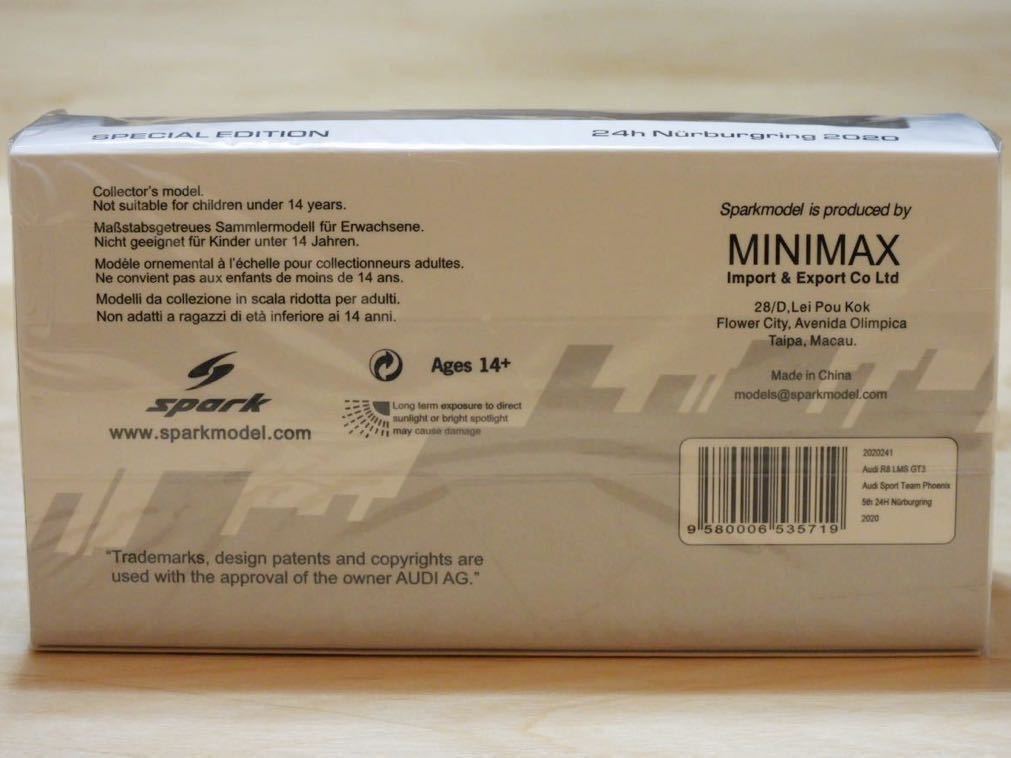 SPECIAL EDITION
24h Nürburgring 2020
Collector's model.
Not suitable for children under 14 years.
Maßstabsgetreues Sammlermodell für Erwachsene.
Nicht geeignet für Kinder unter 14 Jahren.
Modèle ornemental à l'échelle pour collectionneurs adultes.
Ne convient pas aux enfants de moins de 14 ans.
Modelli da collezione in scala ridotta per adulti.
Non adatti a ragazzi di età inferiore ai 14 anni.
spark
www.sparkmodel.com
Ages 14+
Long term exposure to direct
sunlight or bright spotlight
may cause damage
"Trademarks, design patents and copyrights are
used with the approval of the owner AUDI AG."
Sparkmodel is produced by
MINIMAX
Import & Export Co Ltd
28/D,Lei Pou Kok
Flower City, Avenida Olimpica
Taipa, Macau.
Made in China
models@sparkmodel.com
9 580006 535719
2020241
Audi R8 LMS GT3
Audi Sport Team Phoenix
5th 24H Nürburgring
2020